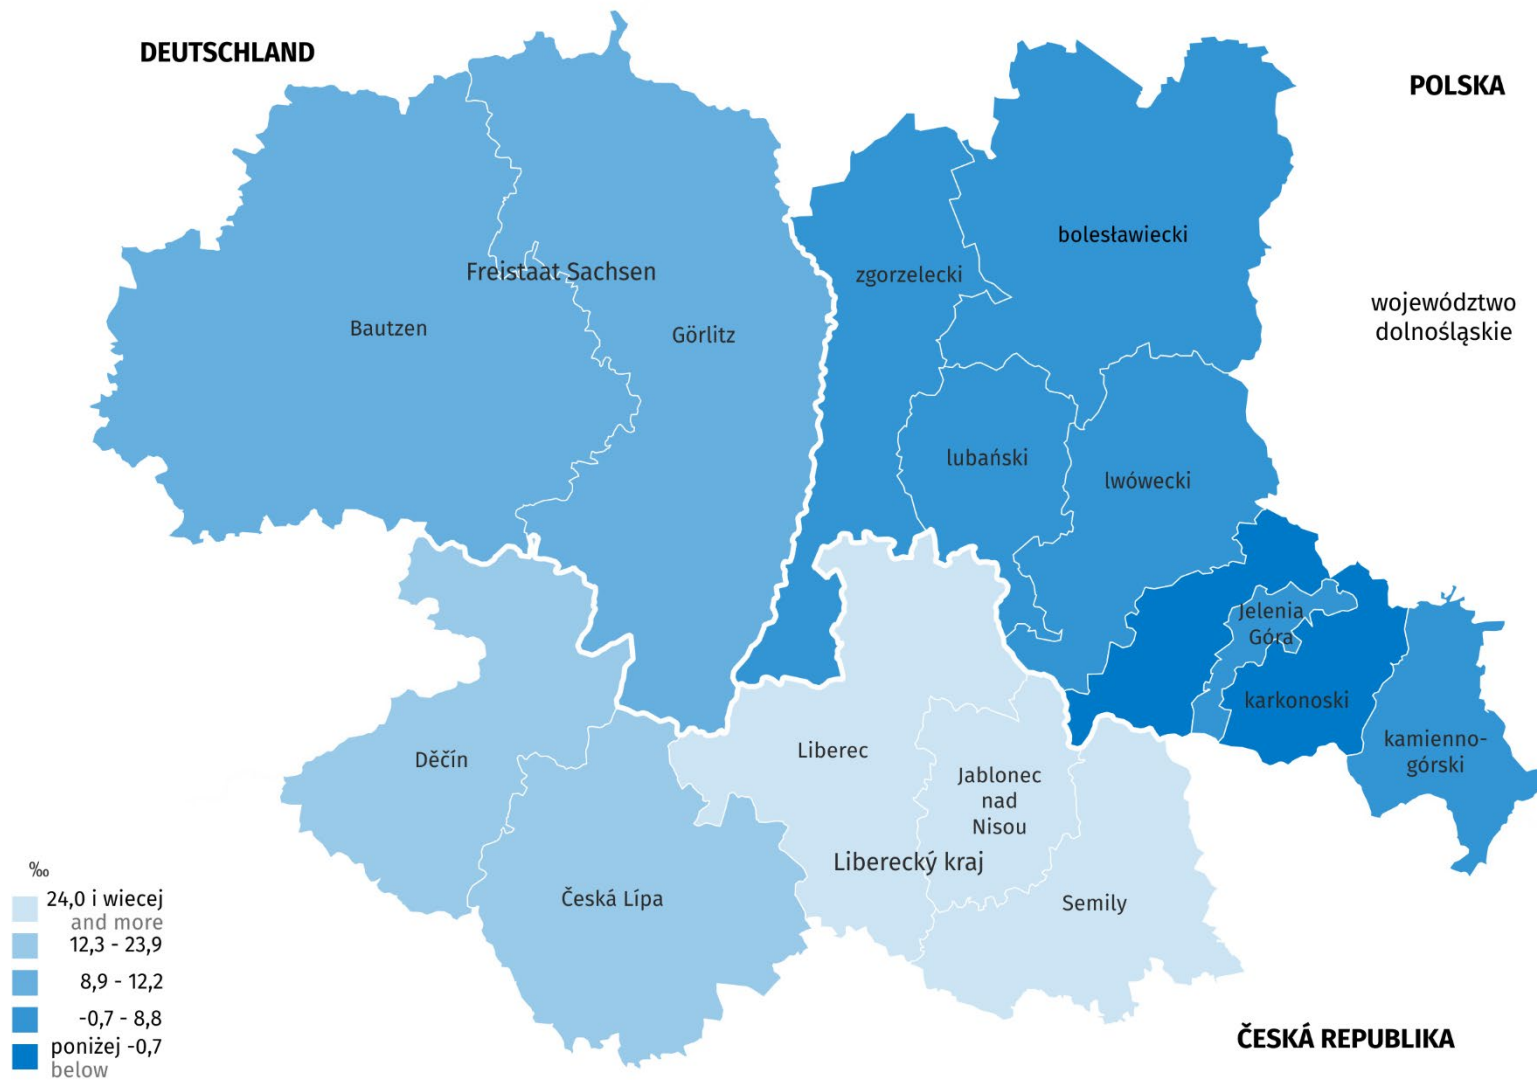 DEUTSCHLAND
POLSKA
bolesławiecki
Freistaat Sachsen
zgorzelecki
województwo
dolnośląskie
Bautzen
Görlitz
lubański
lwówecki
Jelenia
Góra
karkonoski
kamienno-
górski
Děčín
Liberec
Jablonec
nad
Nisou
Liberecký kraj
Česká Lípa
Semily
‰
24,0 i wiecej
and more
12,3 - 23,9
8,9 - 12,2
-0,7 - 8,8
poniżej -0,7
below
ČESKÁ REPUBLIKA